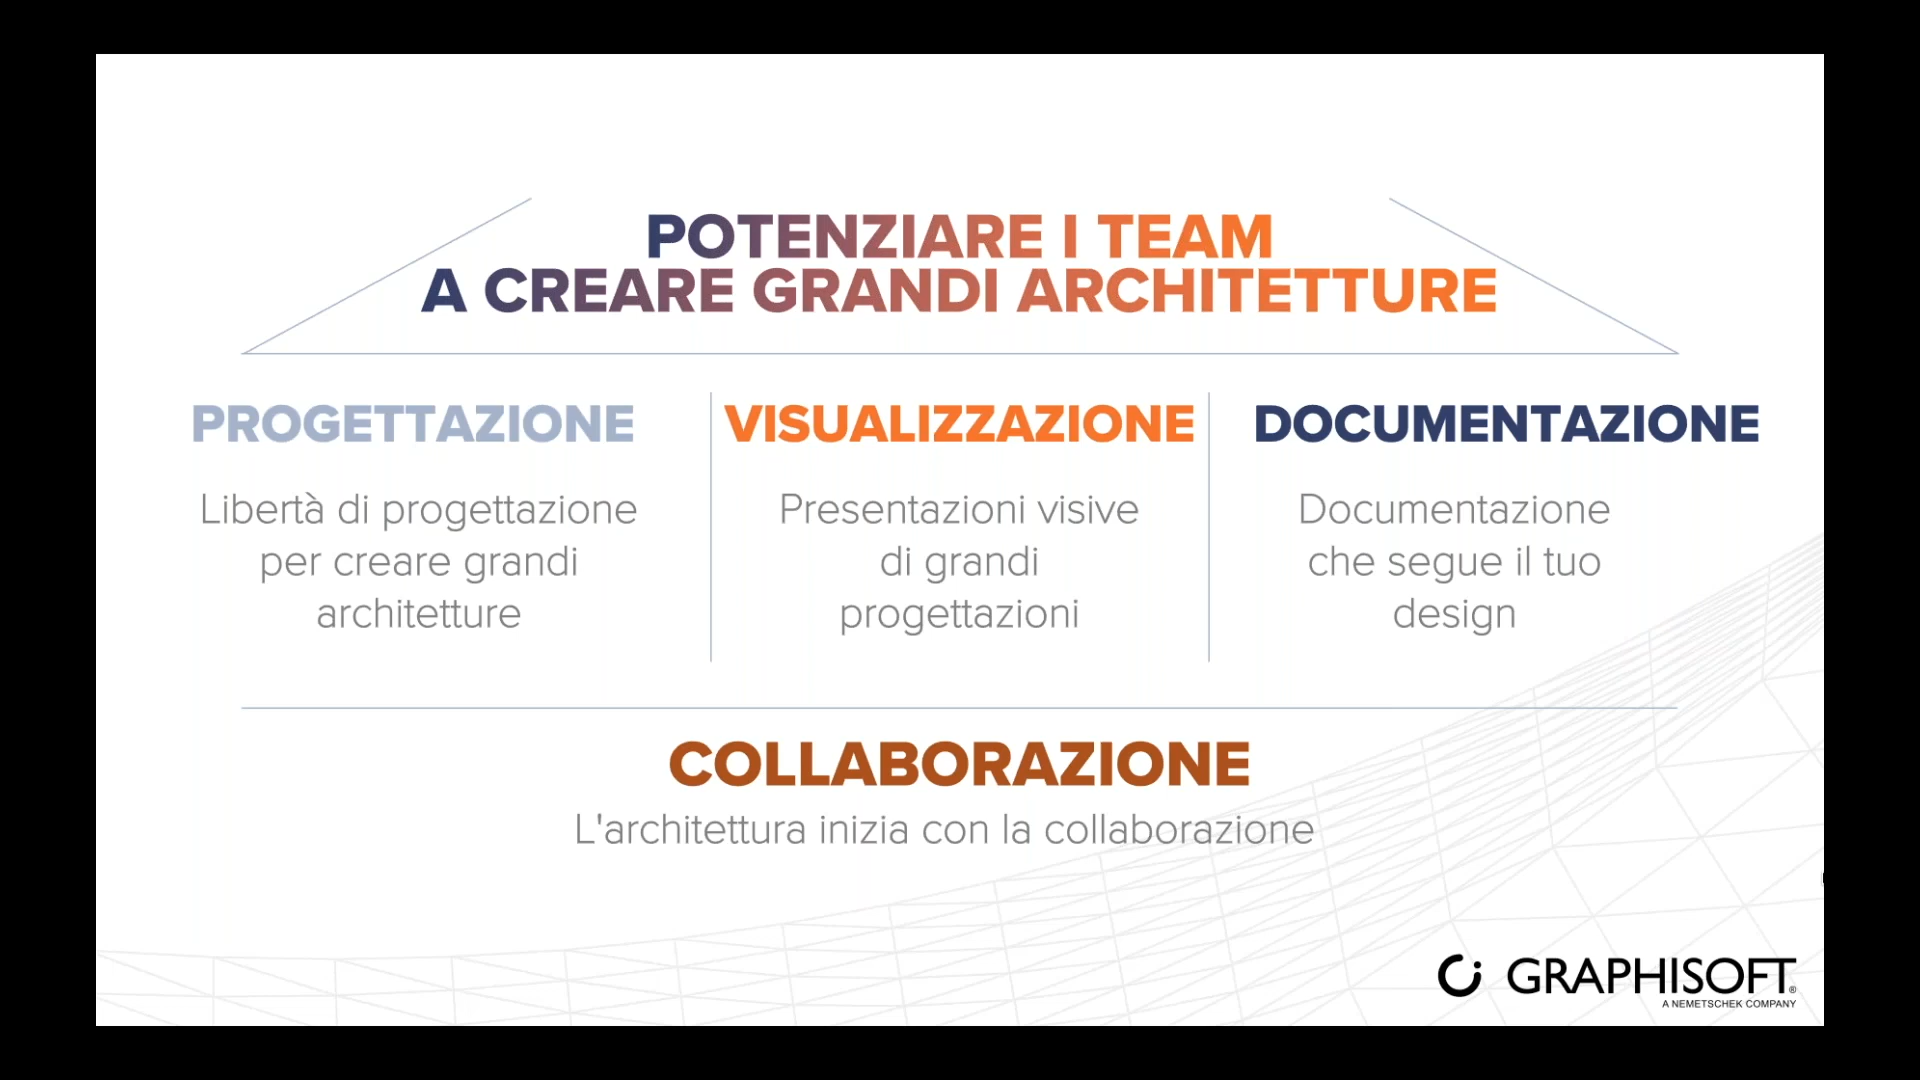 POTENZIARE I TEAM
A CREARE GRANDI ARCHITETTURE
PROGETTAZIONE
Libertà di progettazione
per creare grandi
architetture
VISUALIZZAZIONE
Presentazioni visive
di grandi
progettazioni
DOCUMENTAZIONE
Documentazione
che segue il tuo
design
COLLABORAZIONE
L'architettura inizia con la collaborazione
GRAPHISOFT®
A NEMETSCHEK COMPANY